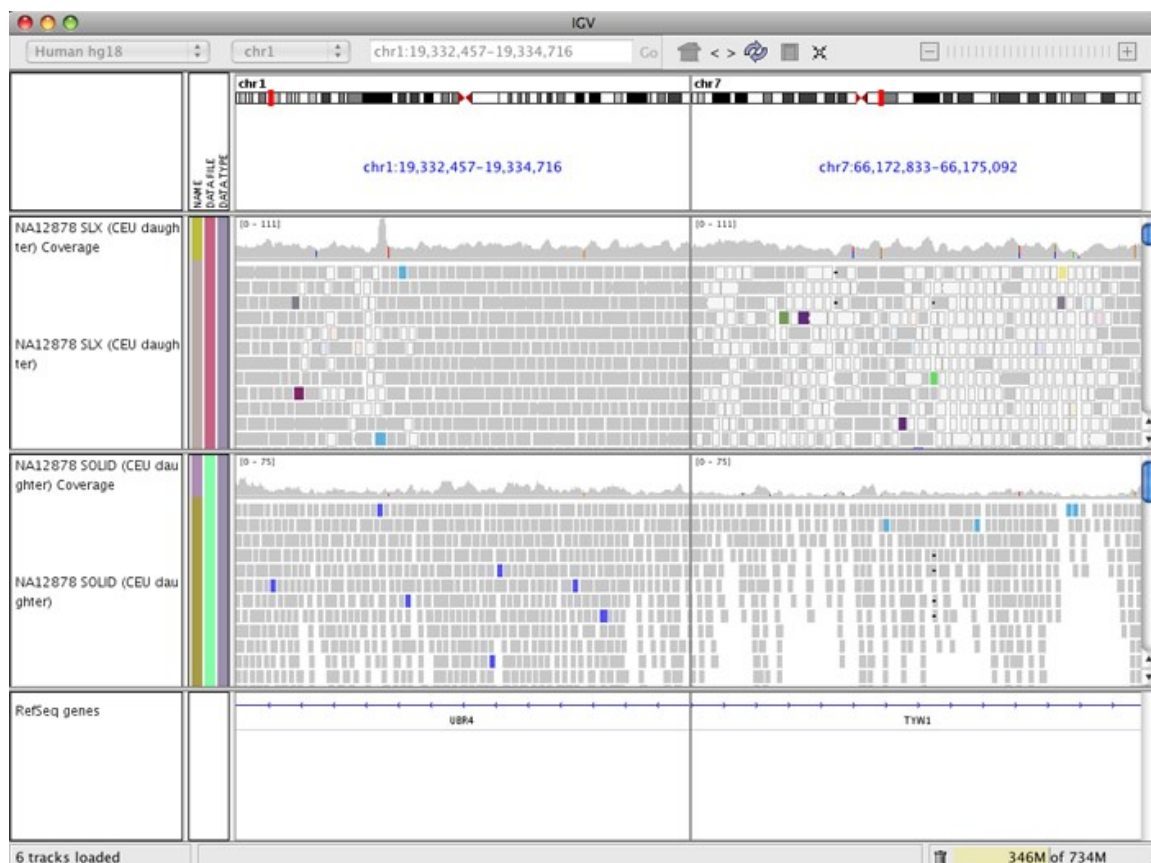 IGV
Human hg18
chr1
chr1:19,332,457-19,334,716
Go
< >
NAME
DATA FILE
DATA TYPE
chr1
chr7
chr1:19,332,457-19,334,716
chr7:66,172,833-66,175,092
NA12878 SLX (CEU daugh
ter) Coverage
[0 - 111]
[0 - 111]
NA12878 SLX (CEU daugh
ter)
NA12878 SOLID (CEU dau
ghter) Coverage
[0 - 75]
[0 - 75]
NA12878 SOLID (CEU dau
ghter)
RefSeq genes
UBR4
TYW1
6 tracks loaded
346M of 734M